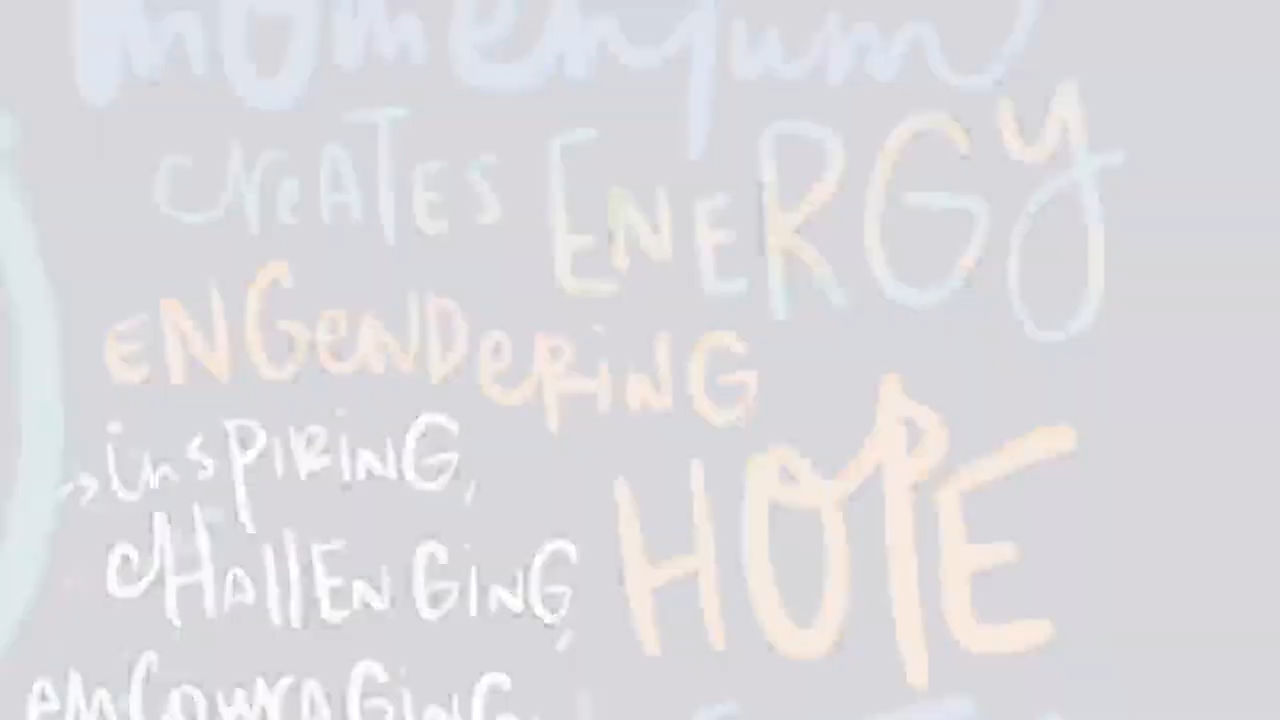 momentum
CREATES ENERGY
ENGENDERING
HOPE
→ inSPIRING,
CHALLENGING,
ENCOURAGING